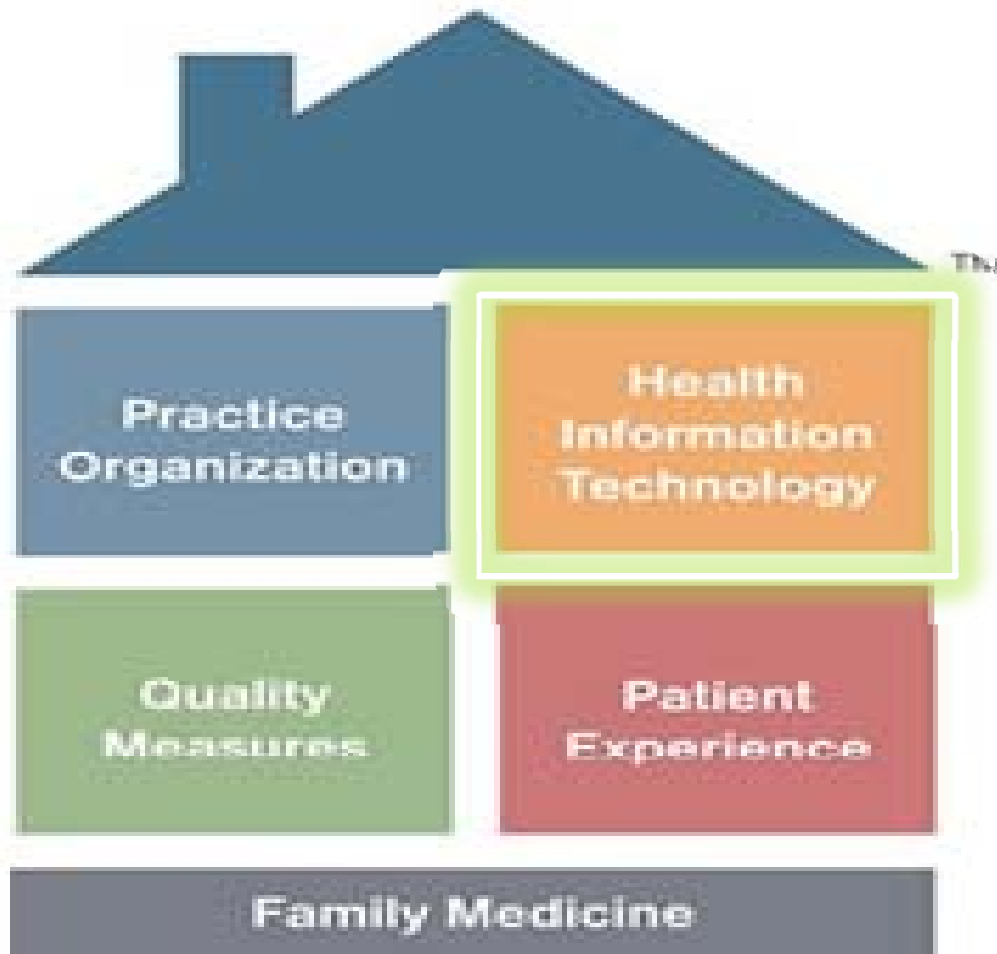 Practice
Organization
Health
Information
Technology
Quality
Measures
Patient
Experience
Family Medicine